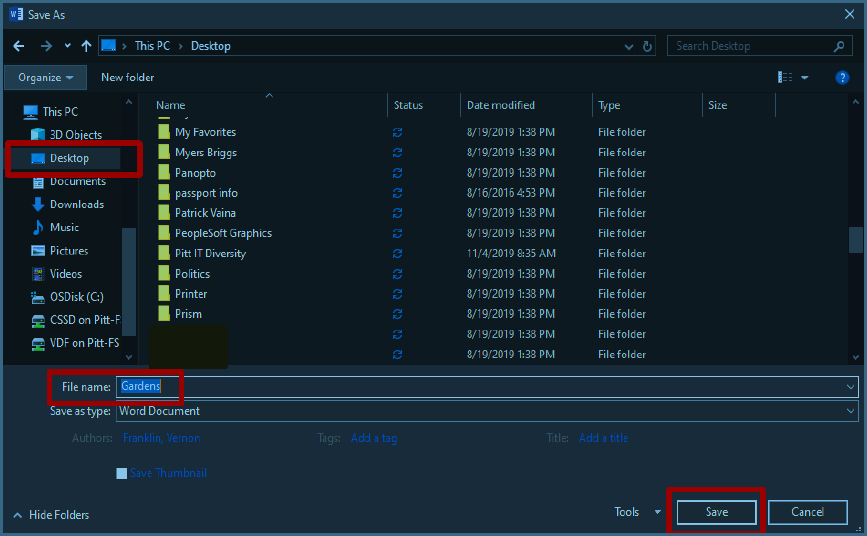 Save As
This PC > Desktop
Search Desktop
Organize
New folder
Name Status Date modified Type Size
This PC
3D Objects
Desktop
Documents
Downloads
Music
Pictures
Videos
OSDisk (C:)
CSSD on Pitt-FS
VDF on Pitt-FS
My Favorites 8/19/2019 1:38 PM File folder
Myers Briggs 8/19/2019 1:38 PM File folder
Panopto 8/19/2019 1:38 PM File folder
passport info 8/16/2016 4:53 PM File folder
Patrick Vaina 8/19/2019 1:38 PM File folder
PeopleSoft Graphics 8/19/2019 1:38 PM File folder
Pitt IT Diversity 11/4/2019 8:35 AM File folder
Politics 8/19/2019 1:38 PM File folder
Printer 8/19/2019 1:38 PM File folder
Prism 8/19/2019 1:38 PM File folder
8/19/2019 1:38 PM File folder
8/19/2019 1:38 PM File folder
File name: Gardens
Save as type: Word Document
Authors: Franklin, Vernon Tags: Add a tag Title: Add a title
Save Thumbnail
Hide Folders
Tools
Save
Cancel